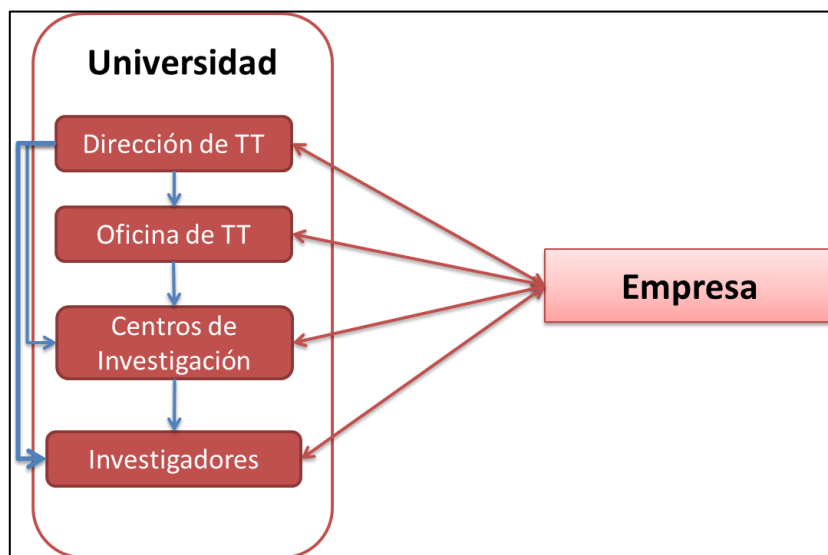 Universidad
Dirección de TT
Oficina de TT
Centros de
Investigación
Investigadores
Empresa